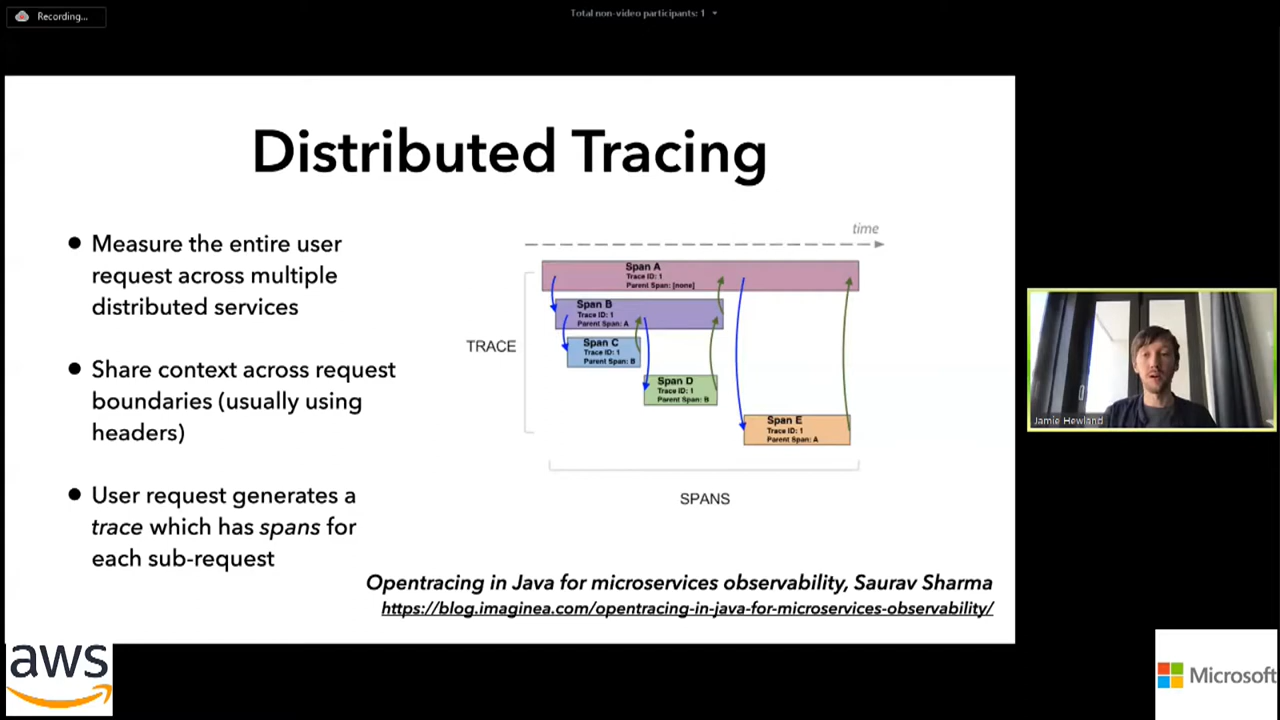 Recording...
Total non-video participants: 1
Distributed Tracing
● Measure the entire user
request across multiple
distributed services
● Share context across request
boundaries (usually using
headers)
● User request generates a
trace which has spans for
each sub-request
time
Span A
Trace ID: 1
Parent Span: [none]
Span B
Trace ID: 1
Parent Span: A
TRACE
Span C
Trace ID: 1
Parent Span: B
Span D
Trace ID: 1
Parent Span: B
Span E
Trace ID: 1
Parent Span: A
SPANS
Opentracing in Java for microservices observability, Saurav Sharma
https://blog.imaginea.com/opentracing-in-java-for-microservices-observability/
Jamie Hewland
aws
Microsoft